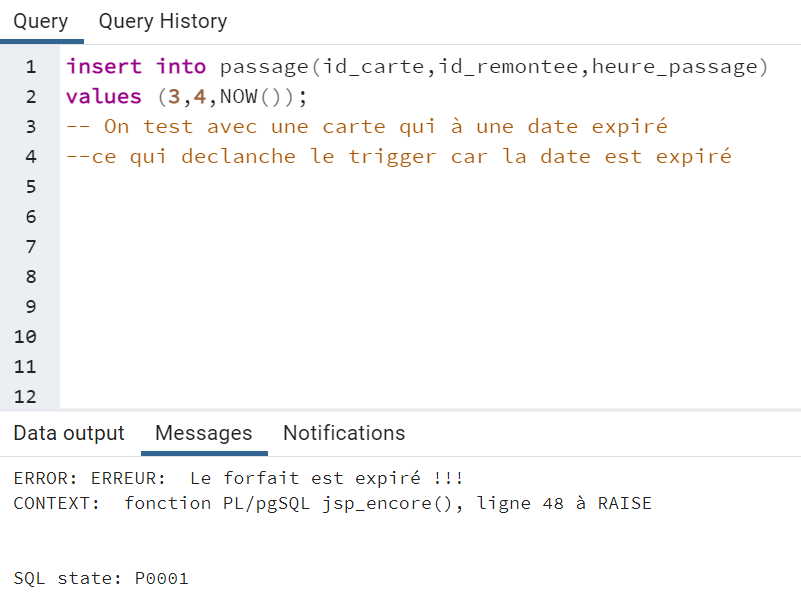 Query Query History
1 insert into passage(id_carte,id_remontee,heure_passage)
2 values (3,4,NOW());
3 -- On test avec une carte qui à une date expiré
4 --ce qui declanche le trigger car la date est expiré
5
6
7
8
9
10
11
12
Data output Messages Notifications
ERROR: ERREUR:  Le forfait est expiré !!!
CONTEXT:  fonction PL/pgSQL jsp_encore(), ligne 48 à RAISE
SQL state: P0001